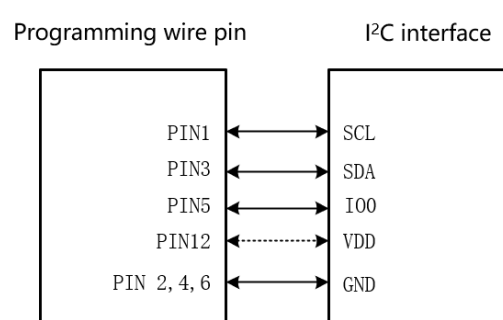 Programming wire pin
I²C interface
PIN1
SCL
PIN3
SDA
PIN5
IO0
PIN12
VDD
PIN 2,4,6
GND